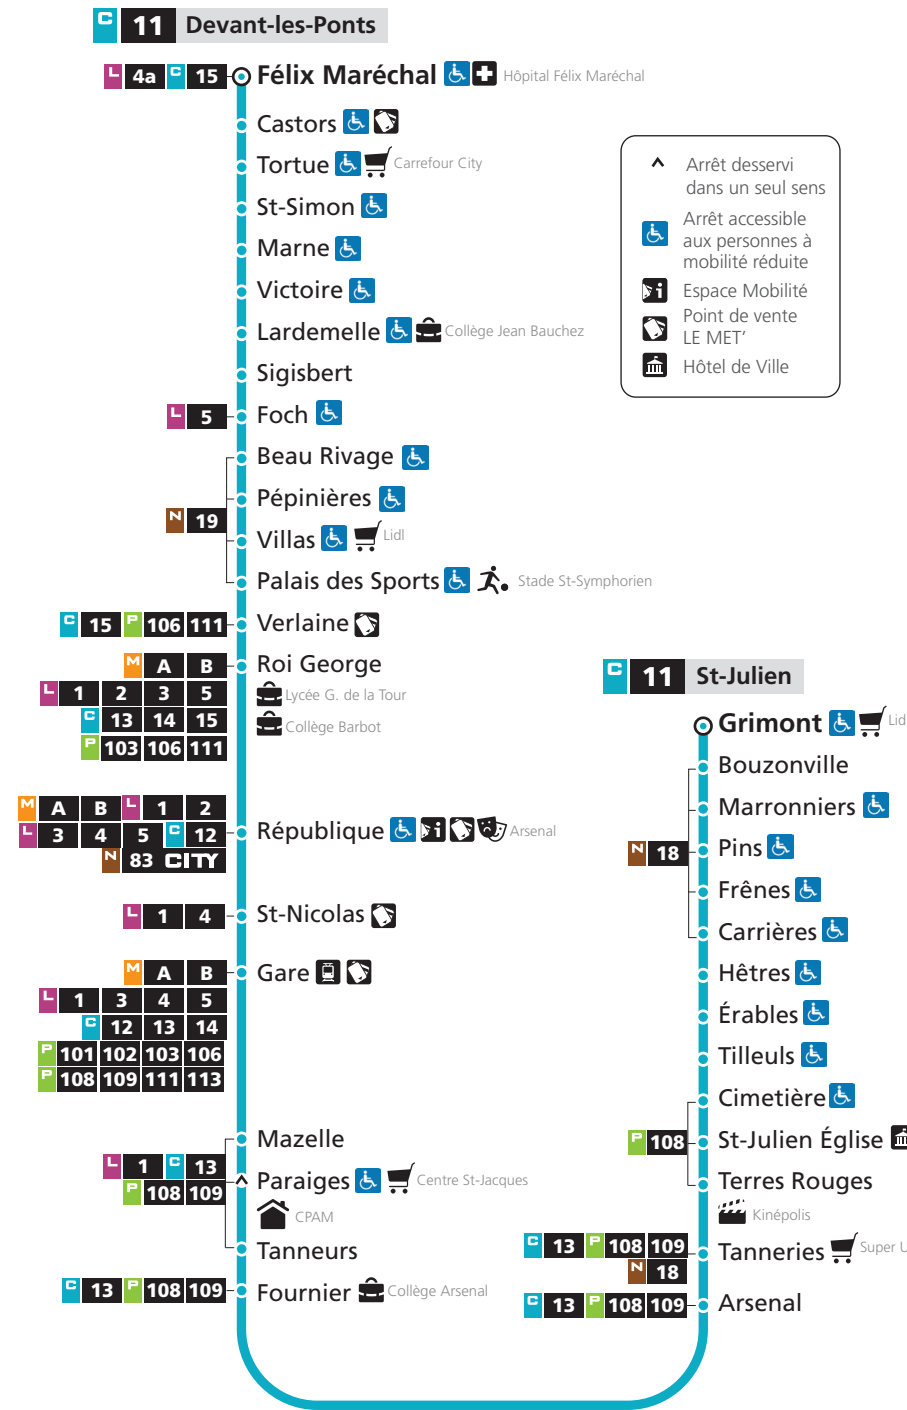 C 11 Devant-les-Ponts
L 4a C 15 Félix Maréchal Hôpital Félix Maréchal
Castors
Tortue Carrefour City
St-Simon
Marne
Victoire
Lardemelle Collège Jean Bauchez
Sigisbert
L 5 Foch
Beau Rivage
Pépinières
N 19
Villas Lidl
Palais des Sports Stade St-Symphorien
C 15 P 106 111 Verlaine
M A B Roi George
L 1 2 3 5 Lycée G. de la Tour
C 13 14 15 Collège Barbot
P 103 106 111
M A B L 1 2
L 3 4 5 C 12 République Arsenal
N 83 CITY
L 1 4 St-Nicolas
M A B Gare
L 1 3 4 5
C 12 13 14
P 101 102 103 106
P 108 109 111 113
Mazelle
L 1 C 13
Paraiges Centre St-Jacques
P 108 109
CPAM
Tanneurs
C 13 P 108 109 Fournier Collège Arsenal
Arrêt desservi
dans un seul sens
Arrêt accessible
aux personnes à
mobilité réduite
Espace Mobilité
Point de vente
LE MET'
Hôtel de Ville
C 11 St-Julien
Grimont Lid
Bouzonville
Marronniers
N 18 Pins
Frênes
Carrières
Hêtres
Érables
Tilleuls
Cimetière
P 108 St-Julien Église
Terres Rouges
Kinépolis
C 13 P 108 109 Tanneries Super U
N 18
C 13 P 108 109 Arsenal